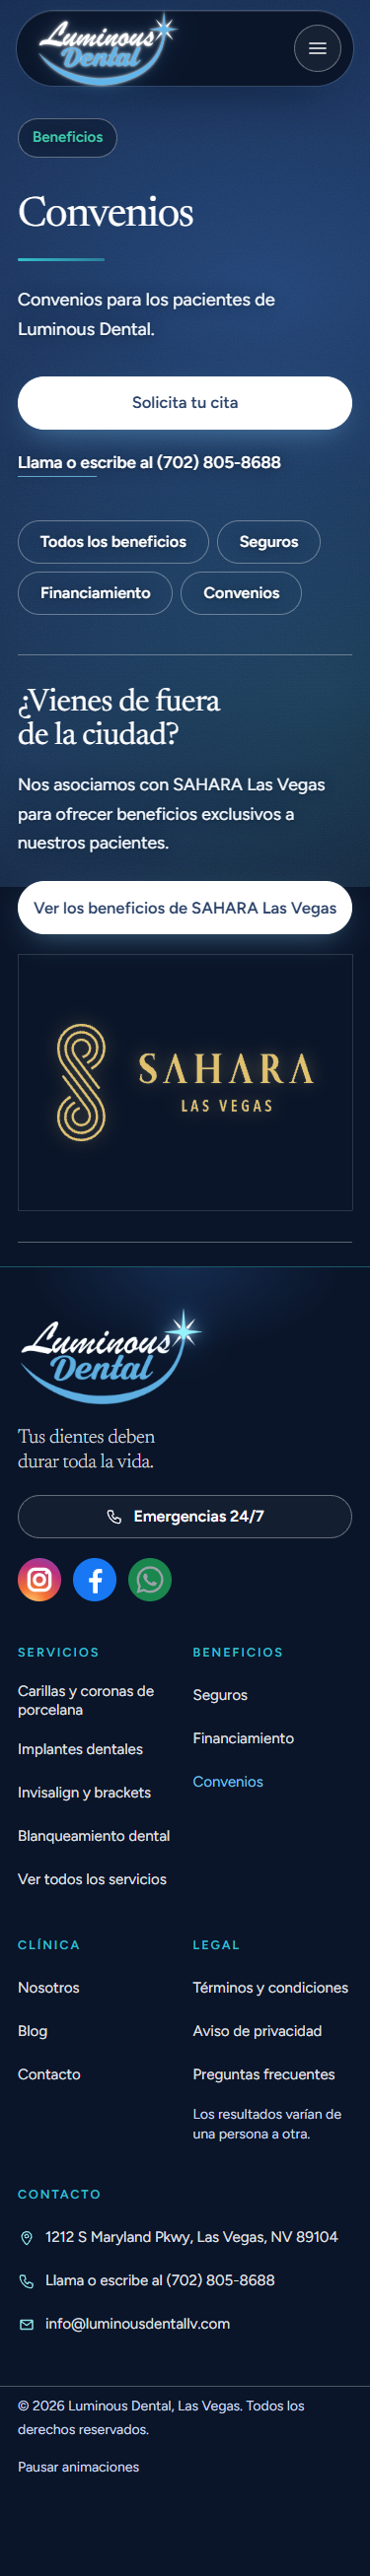 Luminous
Dental
Beneficios
Convenios
Convenios para los pacientes de
Luminous Dental.
Solicita tu cita
Llama o escribe al (702) 805-8688
Todos los beneficios
Seguros
Financiamiento
Convenios
¿Vienes de fuera
de la ciudad?
Nos asociamos con SAHARA Las Vegas
para ofrecer beneficios exclusivos a
nuestros pacientes.
Ver los beneficios de SAHARA Las Vegas
SAHARA
LAS VEGAS
Luminous
Dental
Tus dientes deben
durar toda la vida.
Emergencias 24/7
SERVICIOS
Carillas y coronas de
porcelana
Implantes dentales
Invisalign y brackets
Blanqueamiento dental
Ver todos los servicios
BENEFICIOS
Seguros
Financiamiento
Convenios
CLÍNICA
Nosotros
Blog
Contacto
LEGAL
Términos y condiciones
Aviso de privacidad
Preguntas frecuentes
Los resultados varían de
una persona a otra.
CONTACTO
1212 S Maryland Pkwy, Las Vegas, NV 89104
Llama o escribe al (702) 805-8688
info@luminousdentallv.com
© 2026 Luminous Dental, Las Vegas. Todos los
derechos reservados.
Pausar animaciones